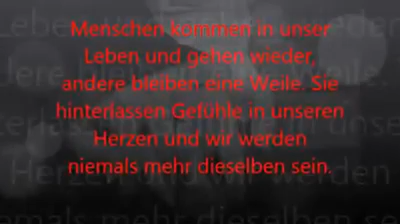 Menschen kommen in unser
Leben und gehen wieder,
andere bleiben eine Weile. Sie
hinterlassen Gefühle in unseren
Herzen und wir werden
niemals mehr dieselben sein.